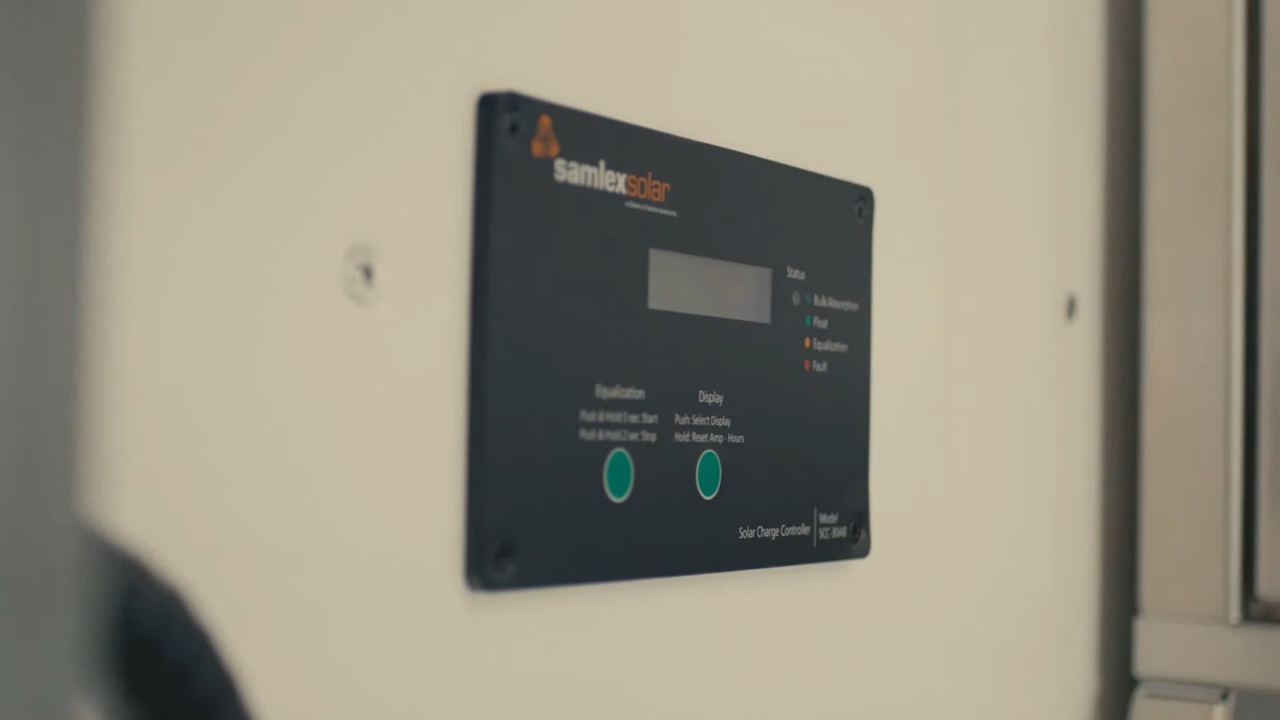 samlexsolar
Status
Bulk/Absorption
Float
Equalization
Fault
Equalization
Push & Hold 5 sec: Start
Push & Hold 2 sec: Stop
Display
Push: Select Display
Hold: Reset Amp - Hours
Solar Charge Controller
Model